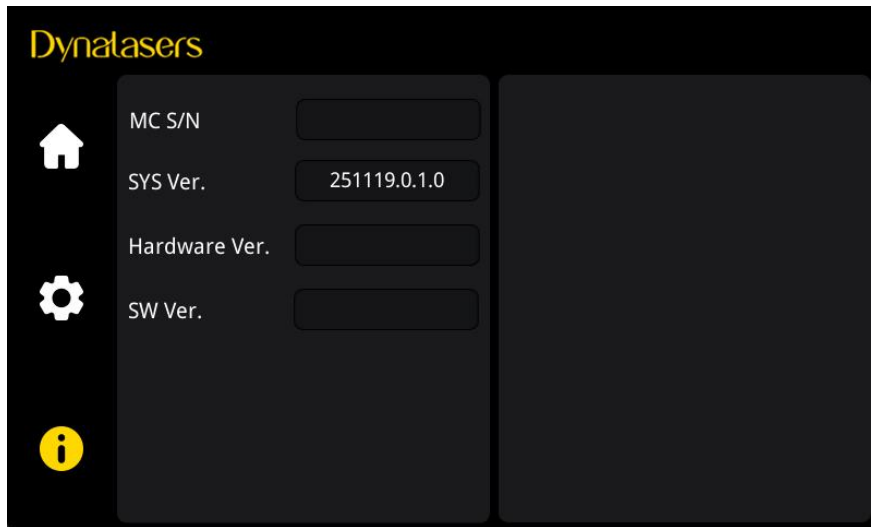 Dynalasers
MC S/N
SYS Ver. 251119.0.1.0
Hardware Ver.
SW Ver.